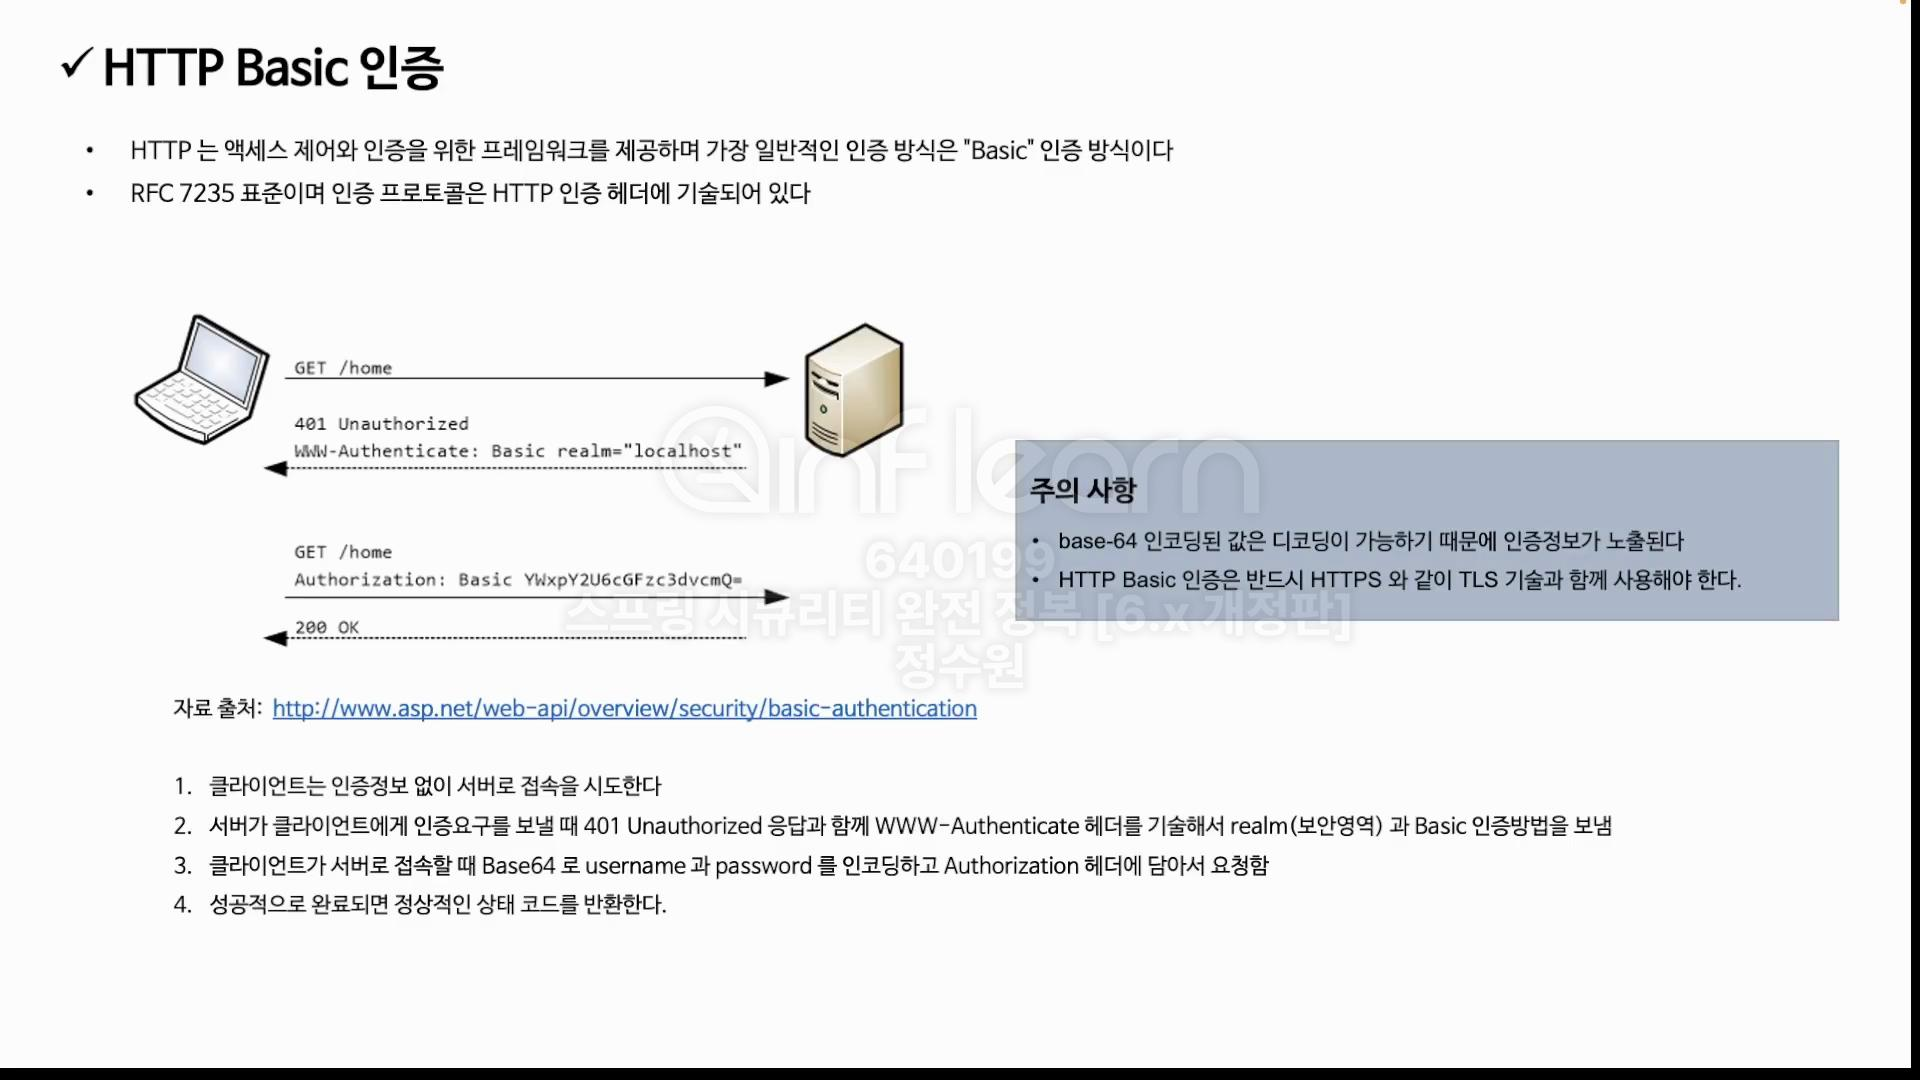 ✓ HTTP Basic 인증
• HTTP 는 액세스 제어와 인증을 위한 프레임워크를 제공하며 가장 일반적인 인증 방식은 "Basic" 인증 방식이다
• RFC 7235 표준이며 인증 프로토콜은 HTTP 인증 헤더에 기술되어 있다
GET /home
401 Unauthorized
WWW-Authenticate: Basic realm="localhost"
GET /home
Authorization: Basic YWxpY2U6cGFzc3dvcmQ=
200 OK
inflearn
640199
스프링 시큐리티 완전 정복 [6.x 개정판]
정수원
주의 사항
• base-64 인코딩된 값은 디코딩이 가능하기 때문에 인증정보가 노출된다
• HTTP Basic 인증은 반드시 HTTPS 와 같이 TLS 기술과 함께 사용해야 한다.
자료 출처: http://www.asp.net/web-api/overview/security/basic-authentication
1. 클라이언트는 인증정보 없이 서버로 접속을 시도한다
2. 서버가 클라이언트에게 인증요구를 보낼 때 401 Unauthorized 응답과 함께 WWW-Authenticate 헤더를 기술해서 realm(보안영역) 과 Basic 인증방법을 보냄
3. 클라이언트가 서버로 접속할 때 Base64 로 username 과 password 를 인코딩하고 Authorization 헤더에 담아서 요청함
4. 성공적으로 완료되면 정상적인 상태 코드를 반환한다.